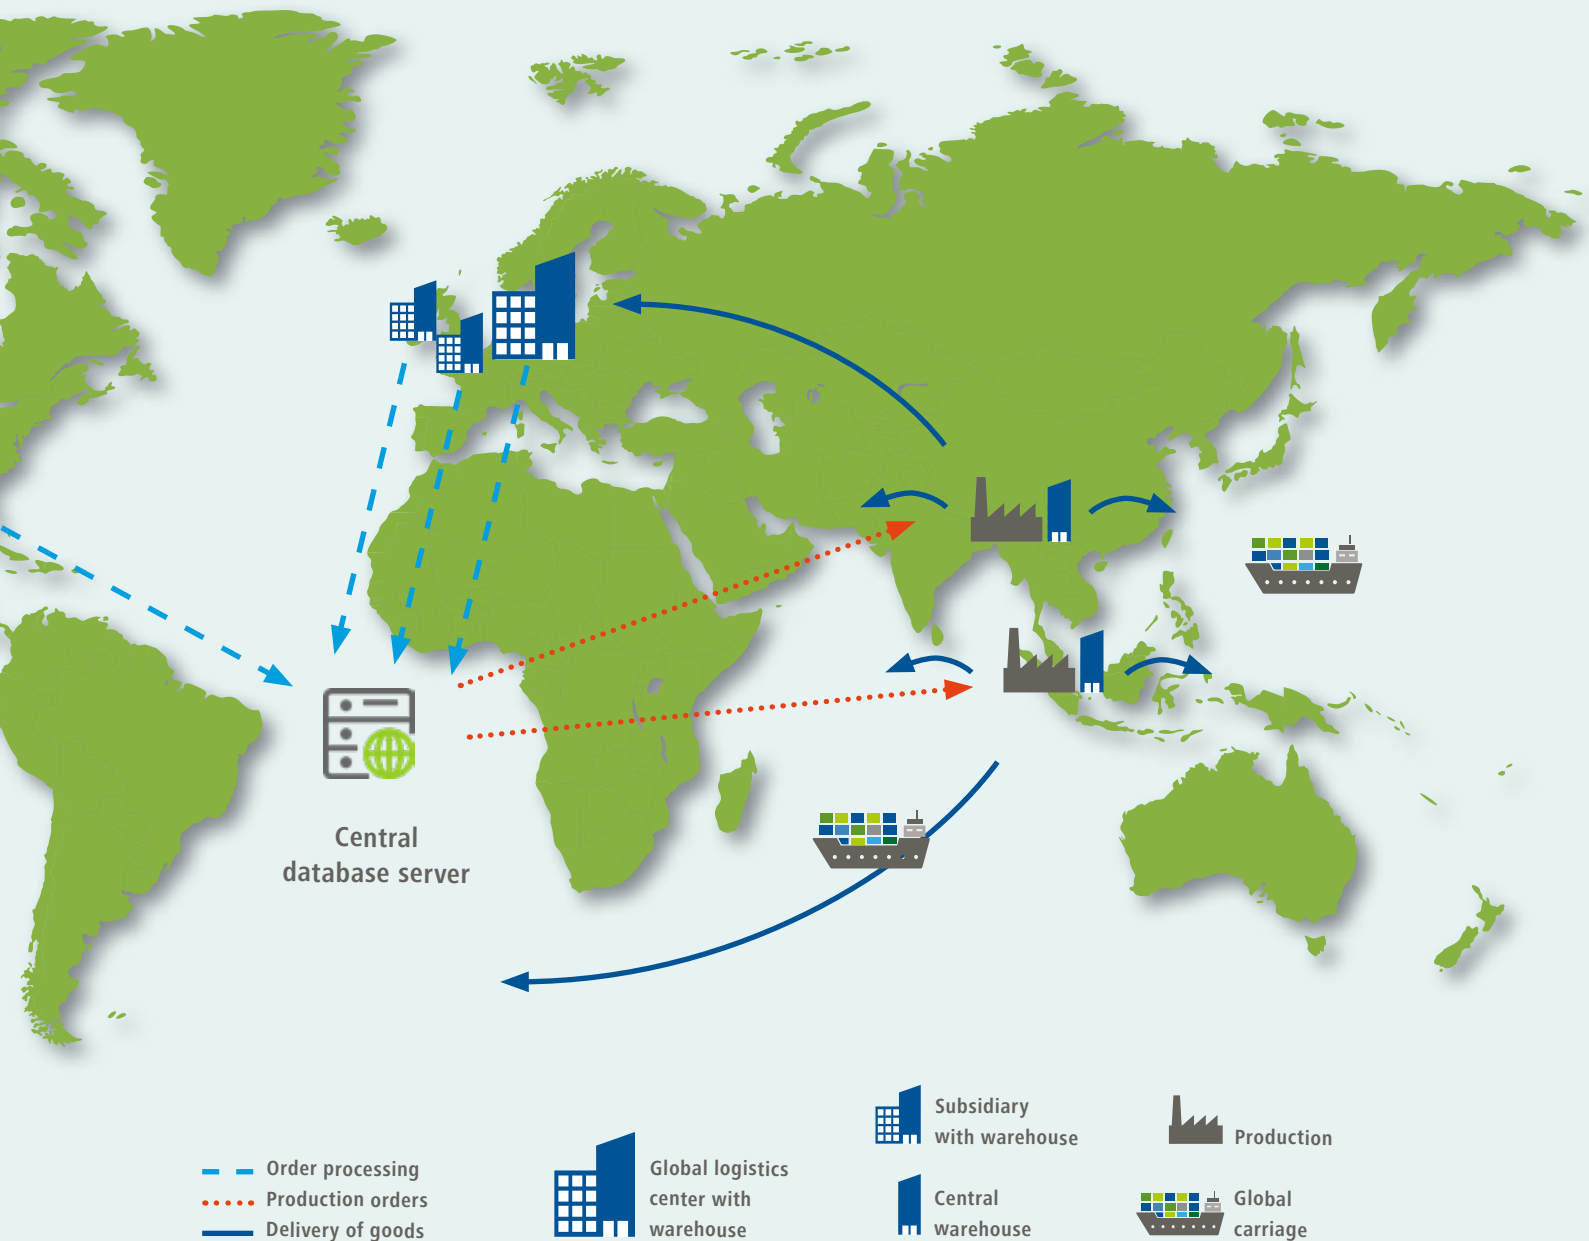 Central
database server
Order processing
Production orders
Delivery of goods
Global logistics
center with
warehouse
Subsidiary
with warehouse
Central
warehouse
Production
Global
carriage